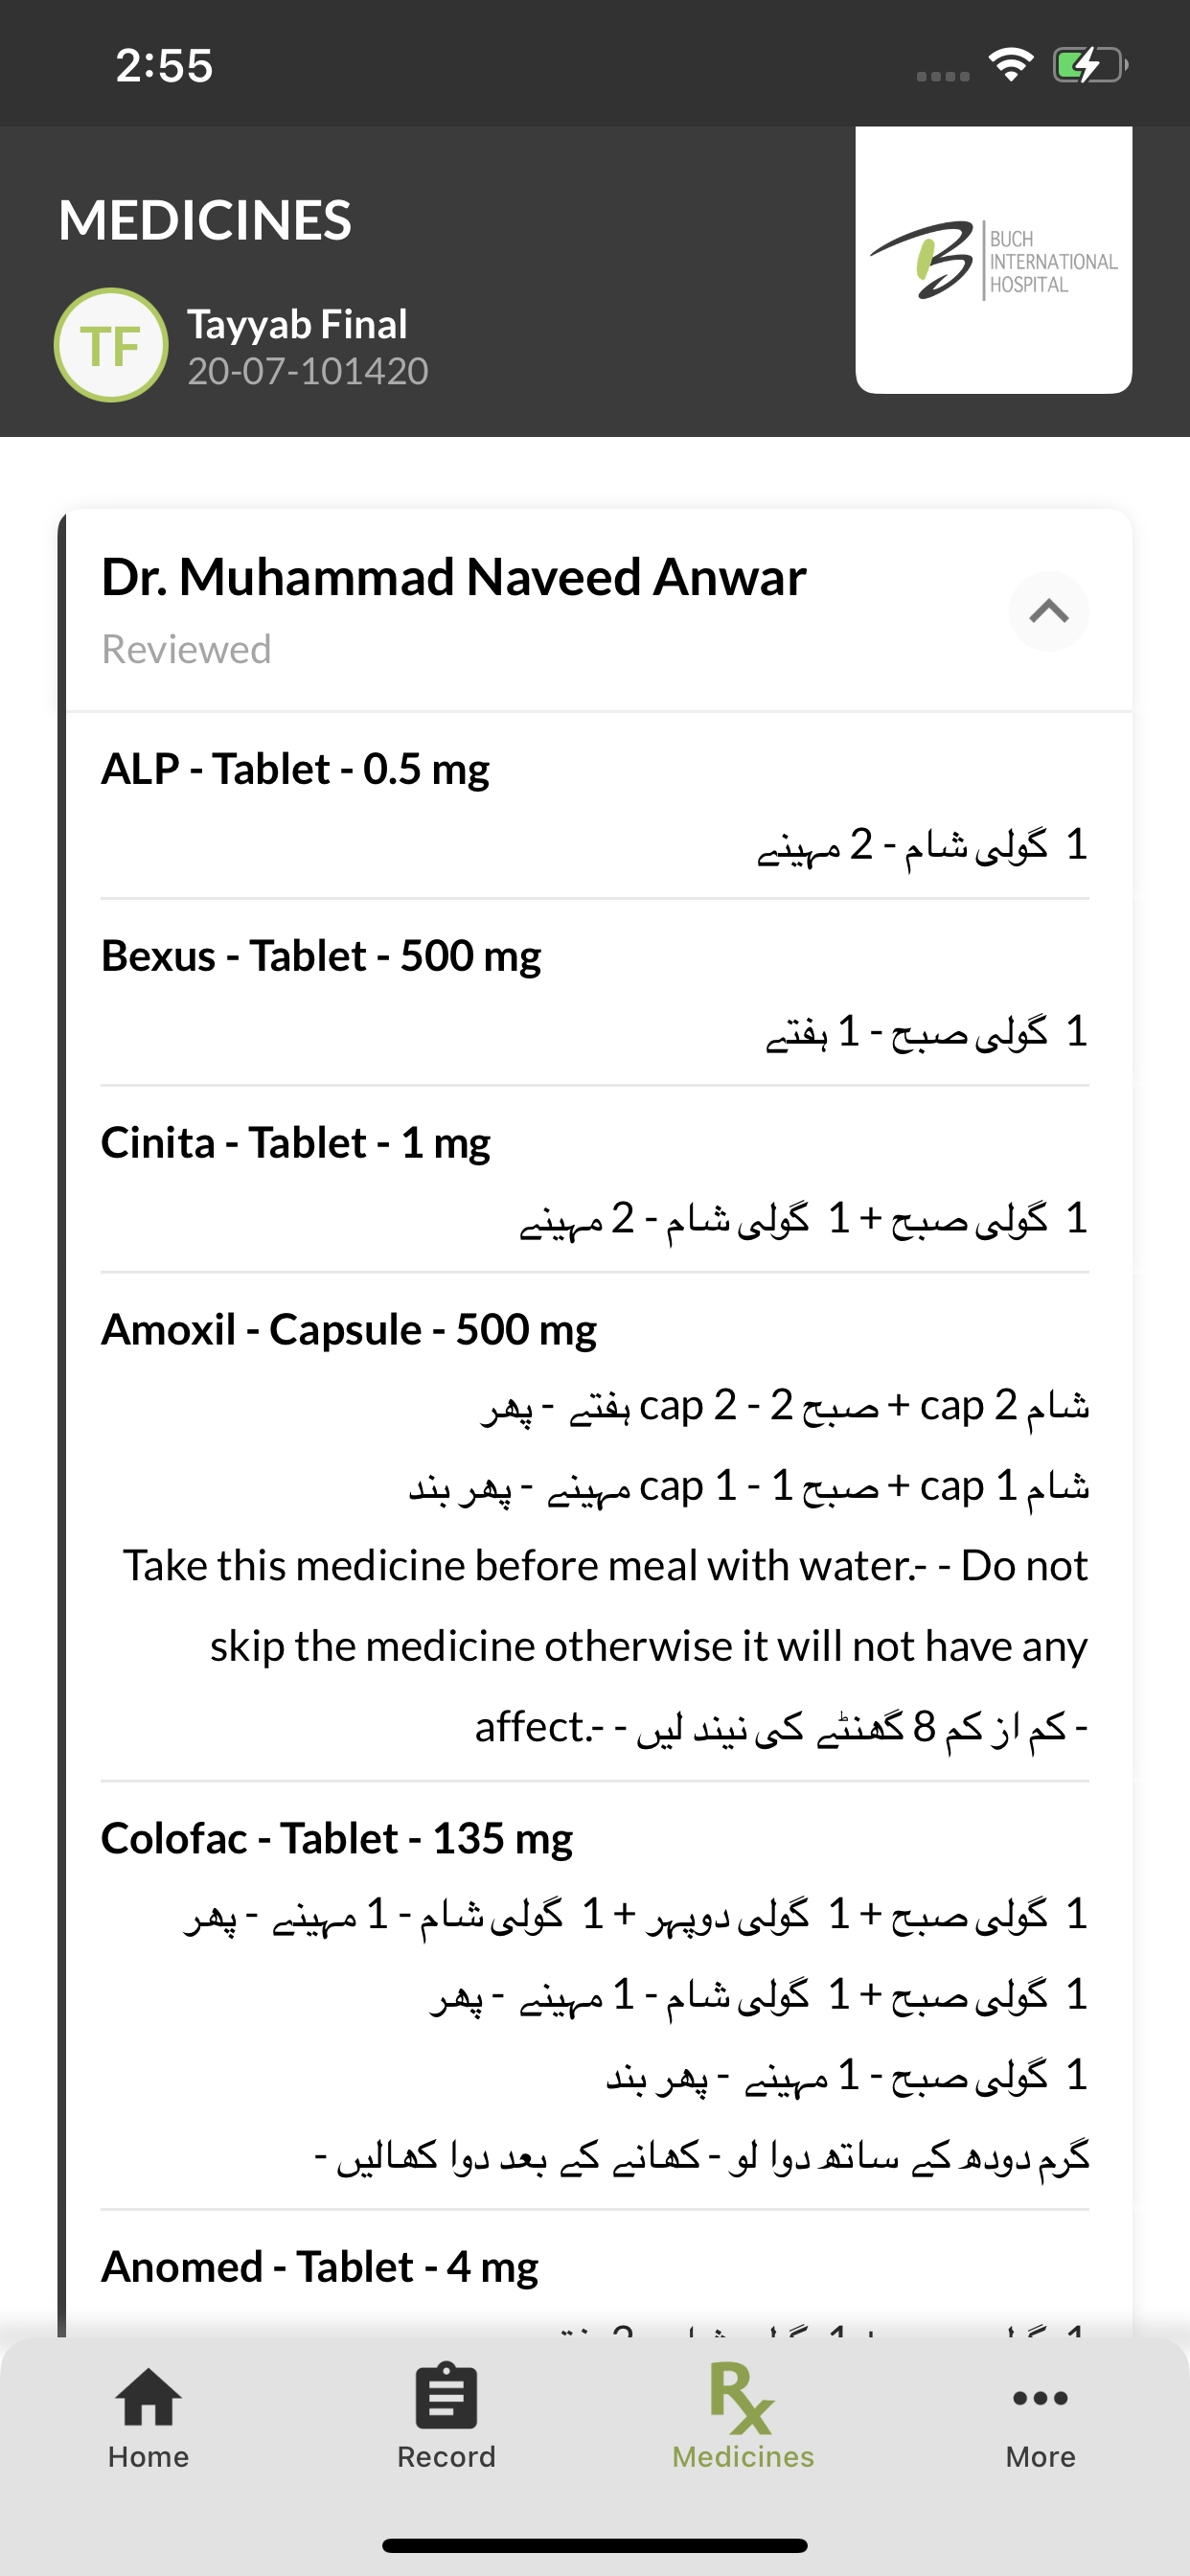 2:55
MEDICINES
BUCH
INTERNATIONAL
HOSPITAL
TF
Tayyab Final
20-07-101420
Dr. Muhammad Naveed Anwar
Reviewed
ALP - Tablet - 0.5 mg
1 گولی شام - 2 مہینے
Bexus - Tablet - 500 mg
1 گولی صبح - 1 ہفتے
Cinita - Tablet - 1 mg
1 گولی صبح + 1 گولی شام - 2 مہینے
Amoxil - Capsule - 500 mg
شام 2 cap + صبح 2 - 2 cap ہفتے - پھر
شام 1 cap + صبح 1 - 1 cap مہینے - پھر بند
Take this medicine before meal with water.- - Do not
skip the medicine otherwise it will not have any
affect.- - کم از کم 8 گھنٹے کی نیند لیں -
Colofac - Tablet - 135 mg
1 گولی صبح + 1 گولی دوپہر + 1 گولی شام - 1 مہینے - پھر
1 گولی صبح + 1 گولی شام - 1 مہینے - پھر
1 گولی صبح - 1 مہینے - پھر بند
گرم دودھ کے ساتھ دوا لو - کھانے کے بعد دوا کھالیں -
Anomed - Tablet - 4 mg
Home
Record
Medicines
More